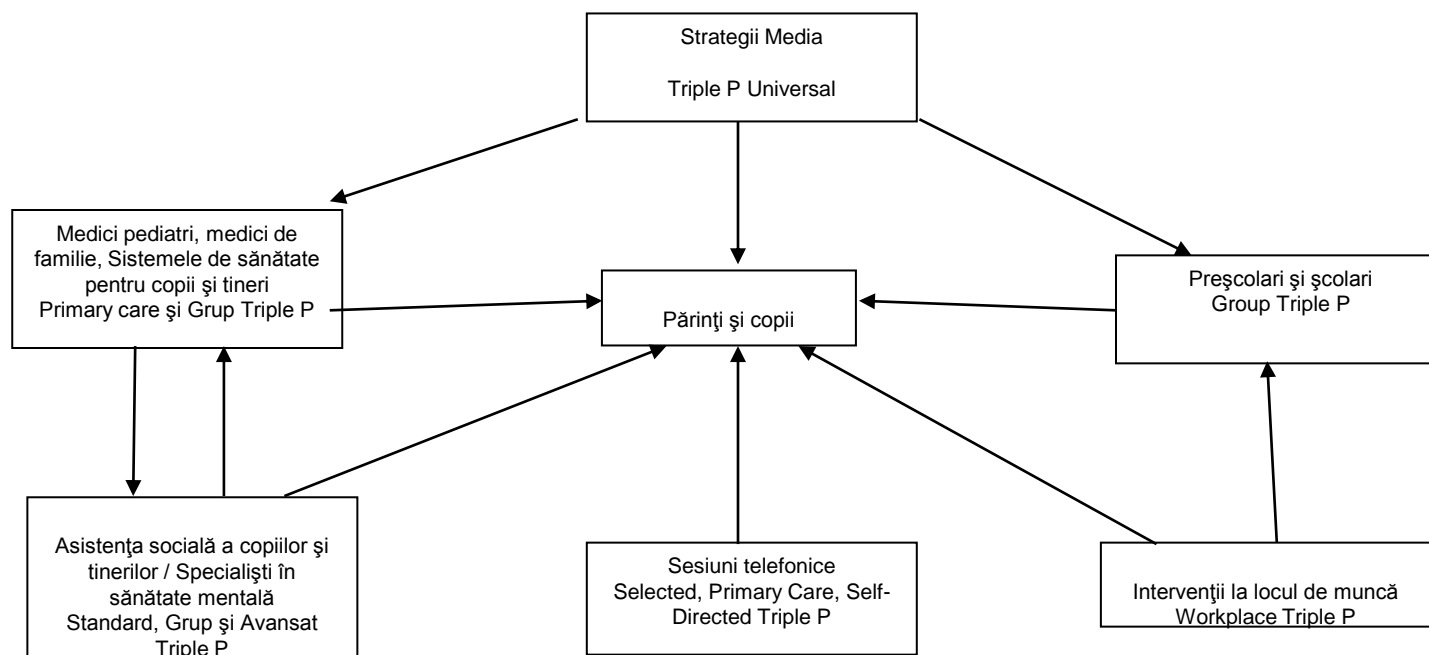 Strategii Media
Triple P Universal
Medici pediatri, medici de
familie, Sistemele de sănătate
pentru copii şi tineri
Primary care şi Grup Triple P
Părinţi şi copii
Preşcolari şi şcolari
Group Triple P
Asistenţa socială a copiilor şi
tinerilor / Specialişti în
sănătate mentală
Standard, Grup şi Avansat
Triple P
Sesiuni telefonice
Selected, Primary Care, Self-
Directed Triple P
Intervenţii la locul de muncă
Workplace Triple P